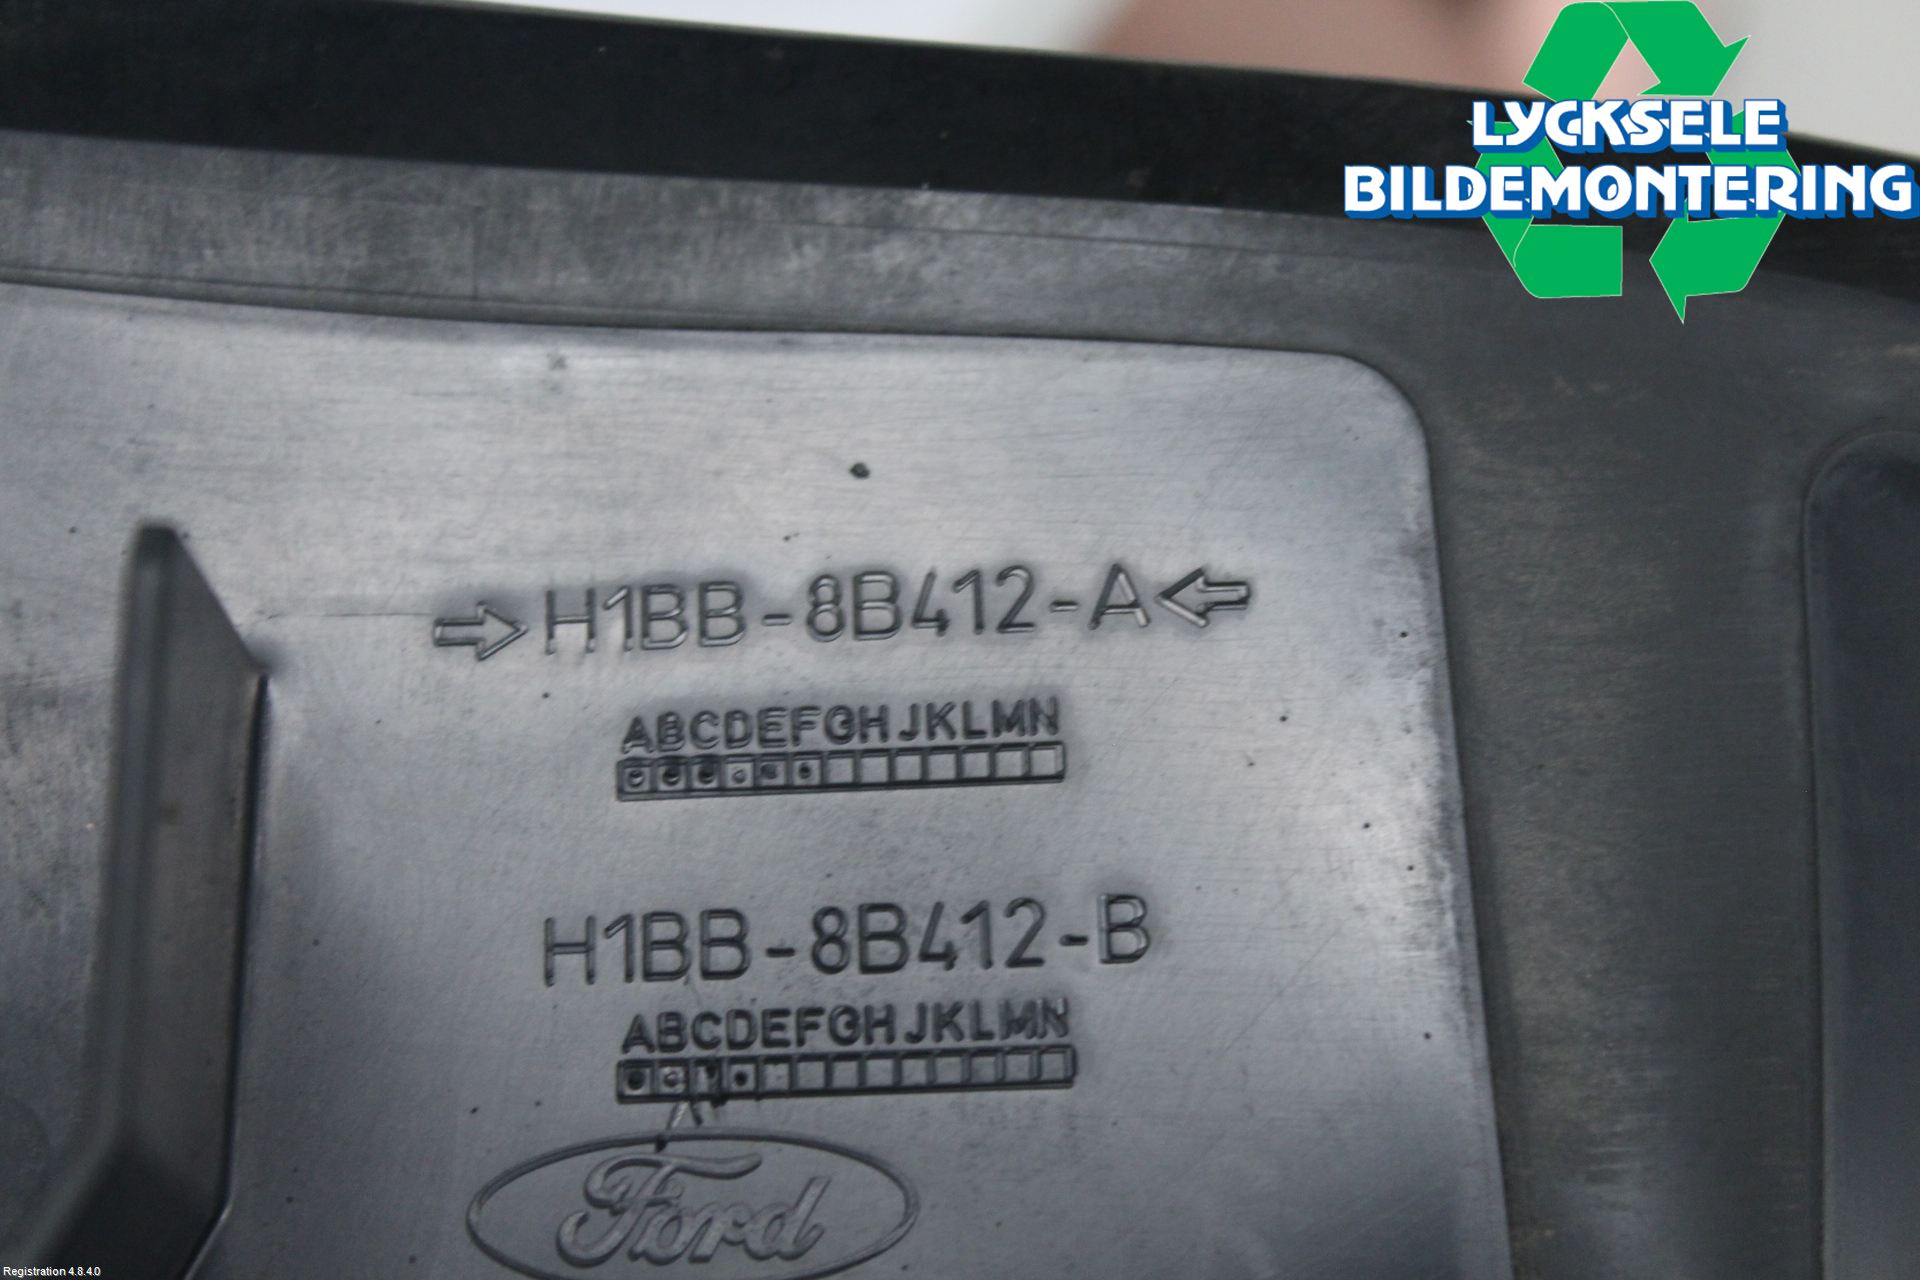 LYCKSELE
BILDEMONTERING
H1BB-8B412-A
ABCDEFGHJKLMN
H1BB-8B412-B
ABCDEFGHJKLMN
Ford
Registration 4.8.4.0